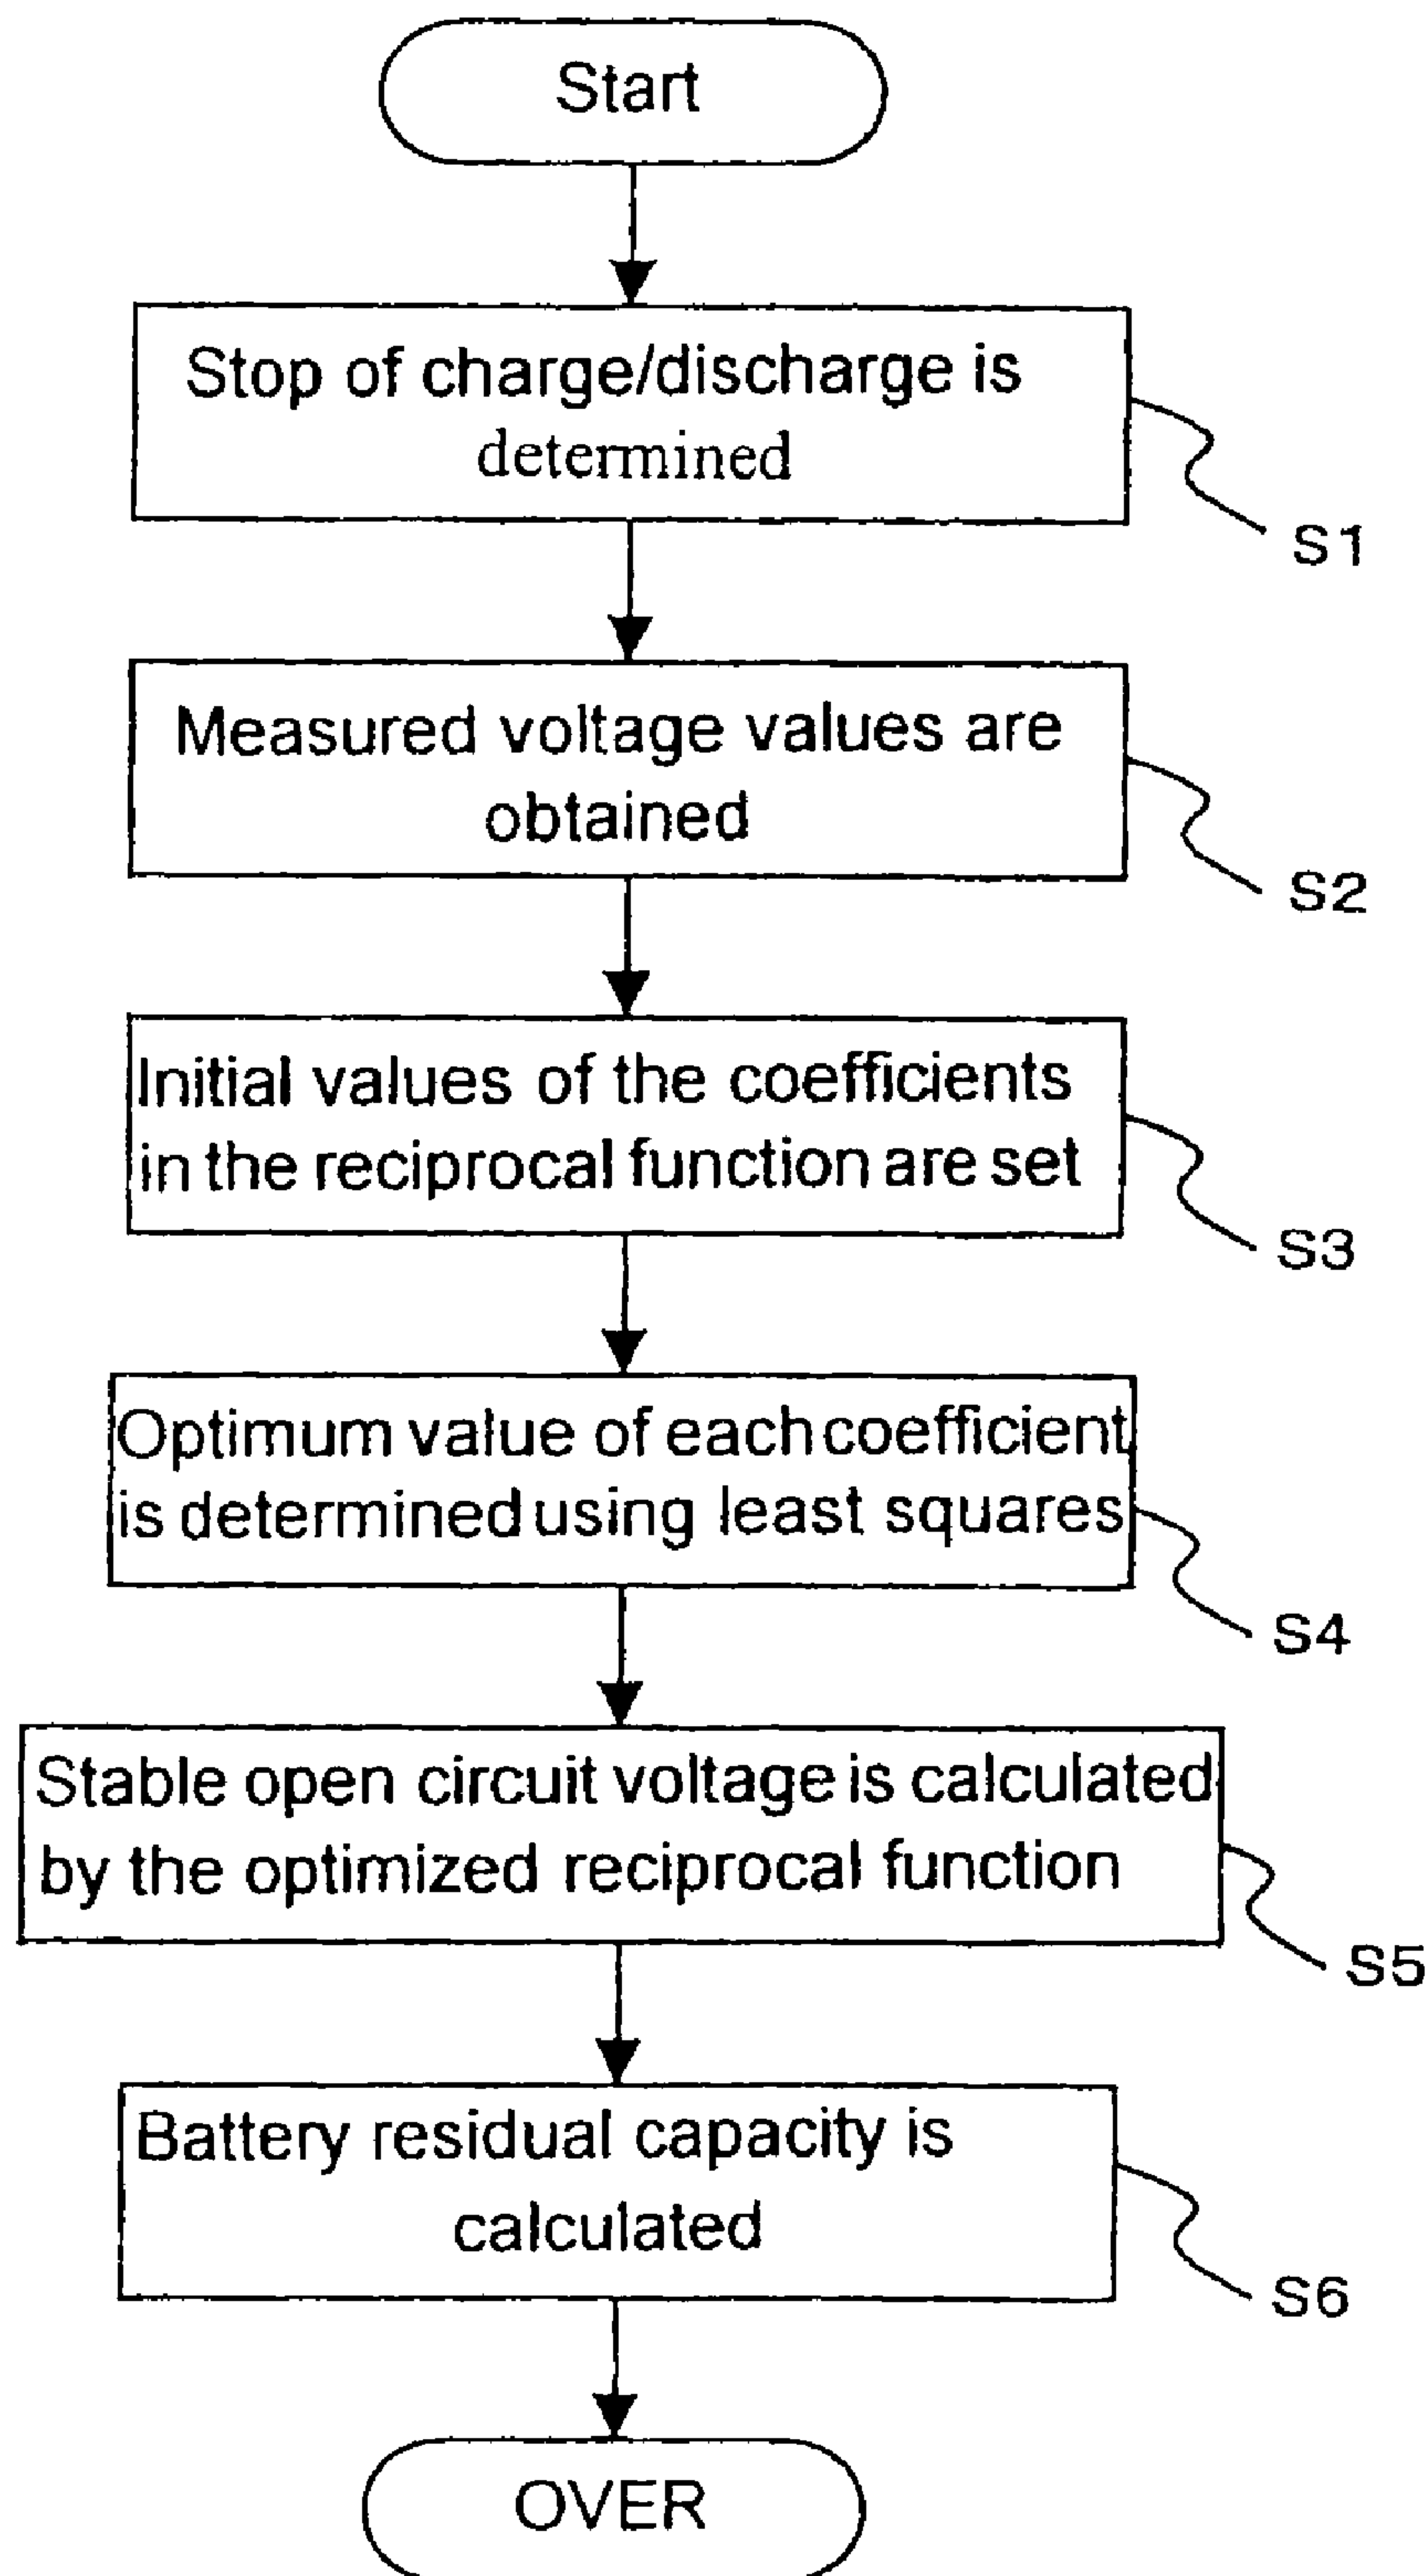 Start
Stop of charge/discharge is
determined
S1
Measured voltage values are
obtained
S2
Initial values of the coefficients
in the reciprocal function are set
S3
Optimum value of each coefficient
is determined using least squares
S4
Stable open circuit voltage is calculated
by the optimized reciprocal function
S5
Battery residual capacity is
calculated
S6
OVER